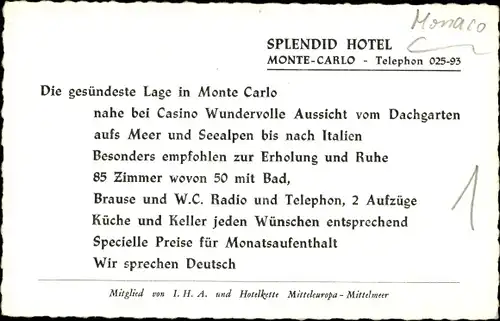 Monaco
SPLENDID HOTEL
MONTE-CARLO - Telephon 025-93
Die gesündeste Lage in Monte Carlo
nahe bei Casino Wundervolle Aussicht vom Dachgarten
aufs Meer und Seealpen bis nach Italien
Besonders empfohlen zur Erholung und Ruhe
85 Zimmer wovon 50 mit Bad,
Brause und W.C. Radio und Telephon, 2 Aufzüge
Küche und Keller jeden Wünschen entsprechend
Specielle Preise für Monatsaufenthalt
Wir sprechen Deutsch
1
Mitglied von I. H. A. und Hotelkette Mitteleuropa - Mittelmeer